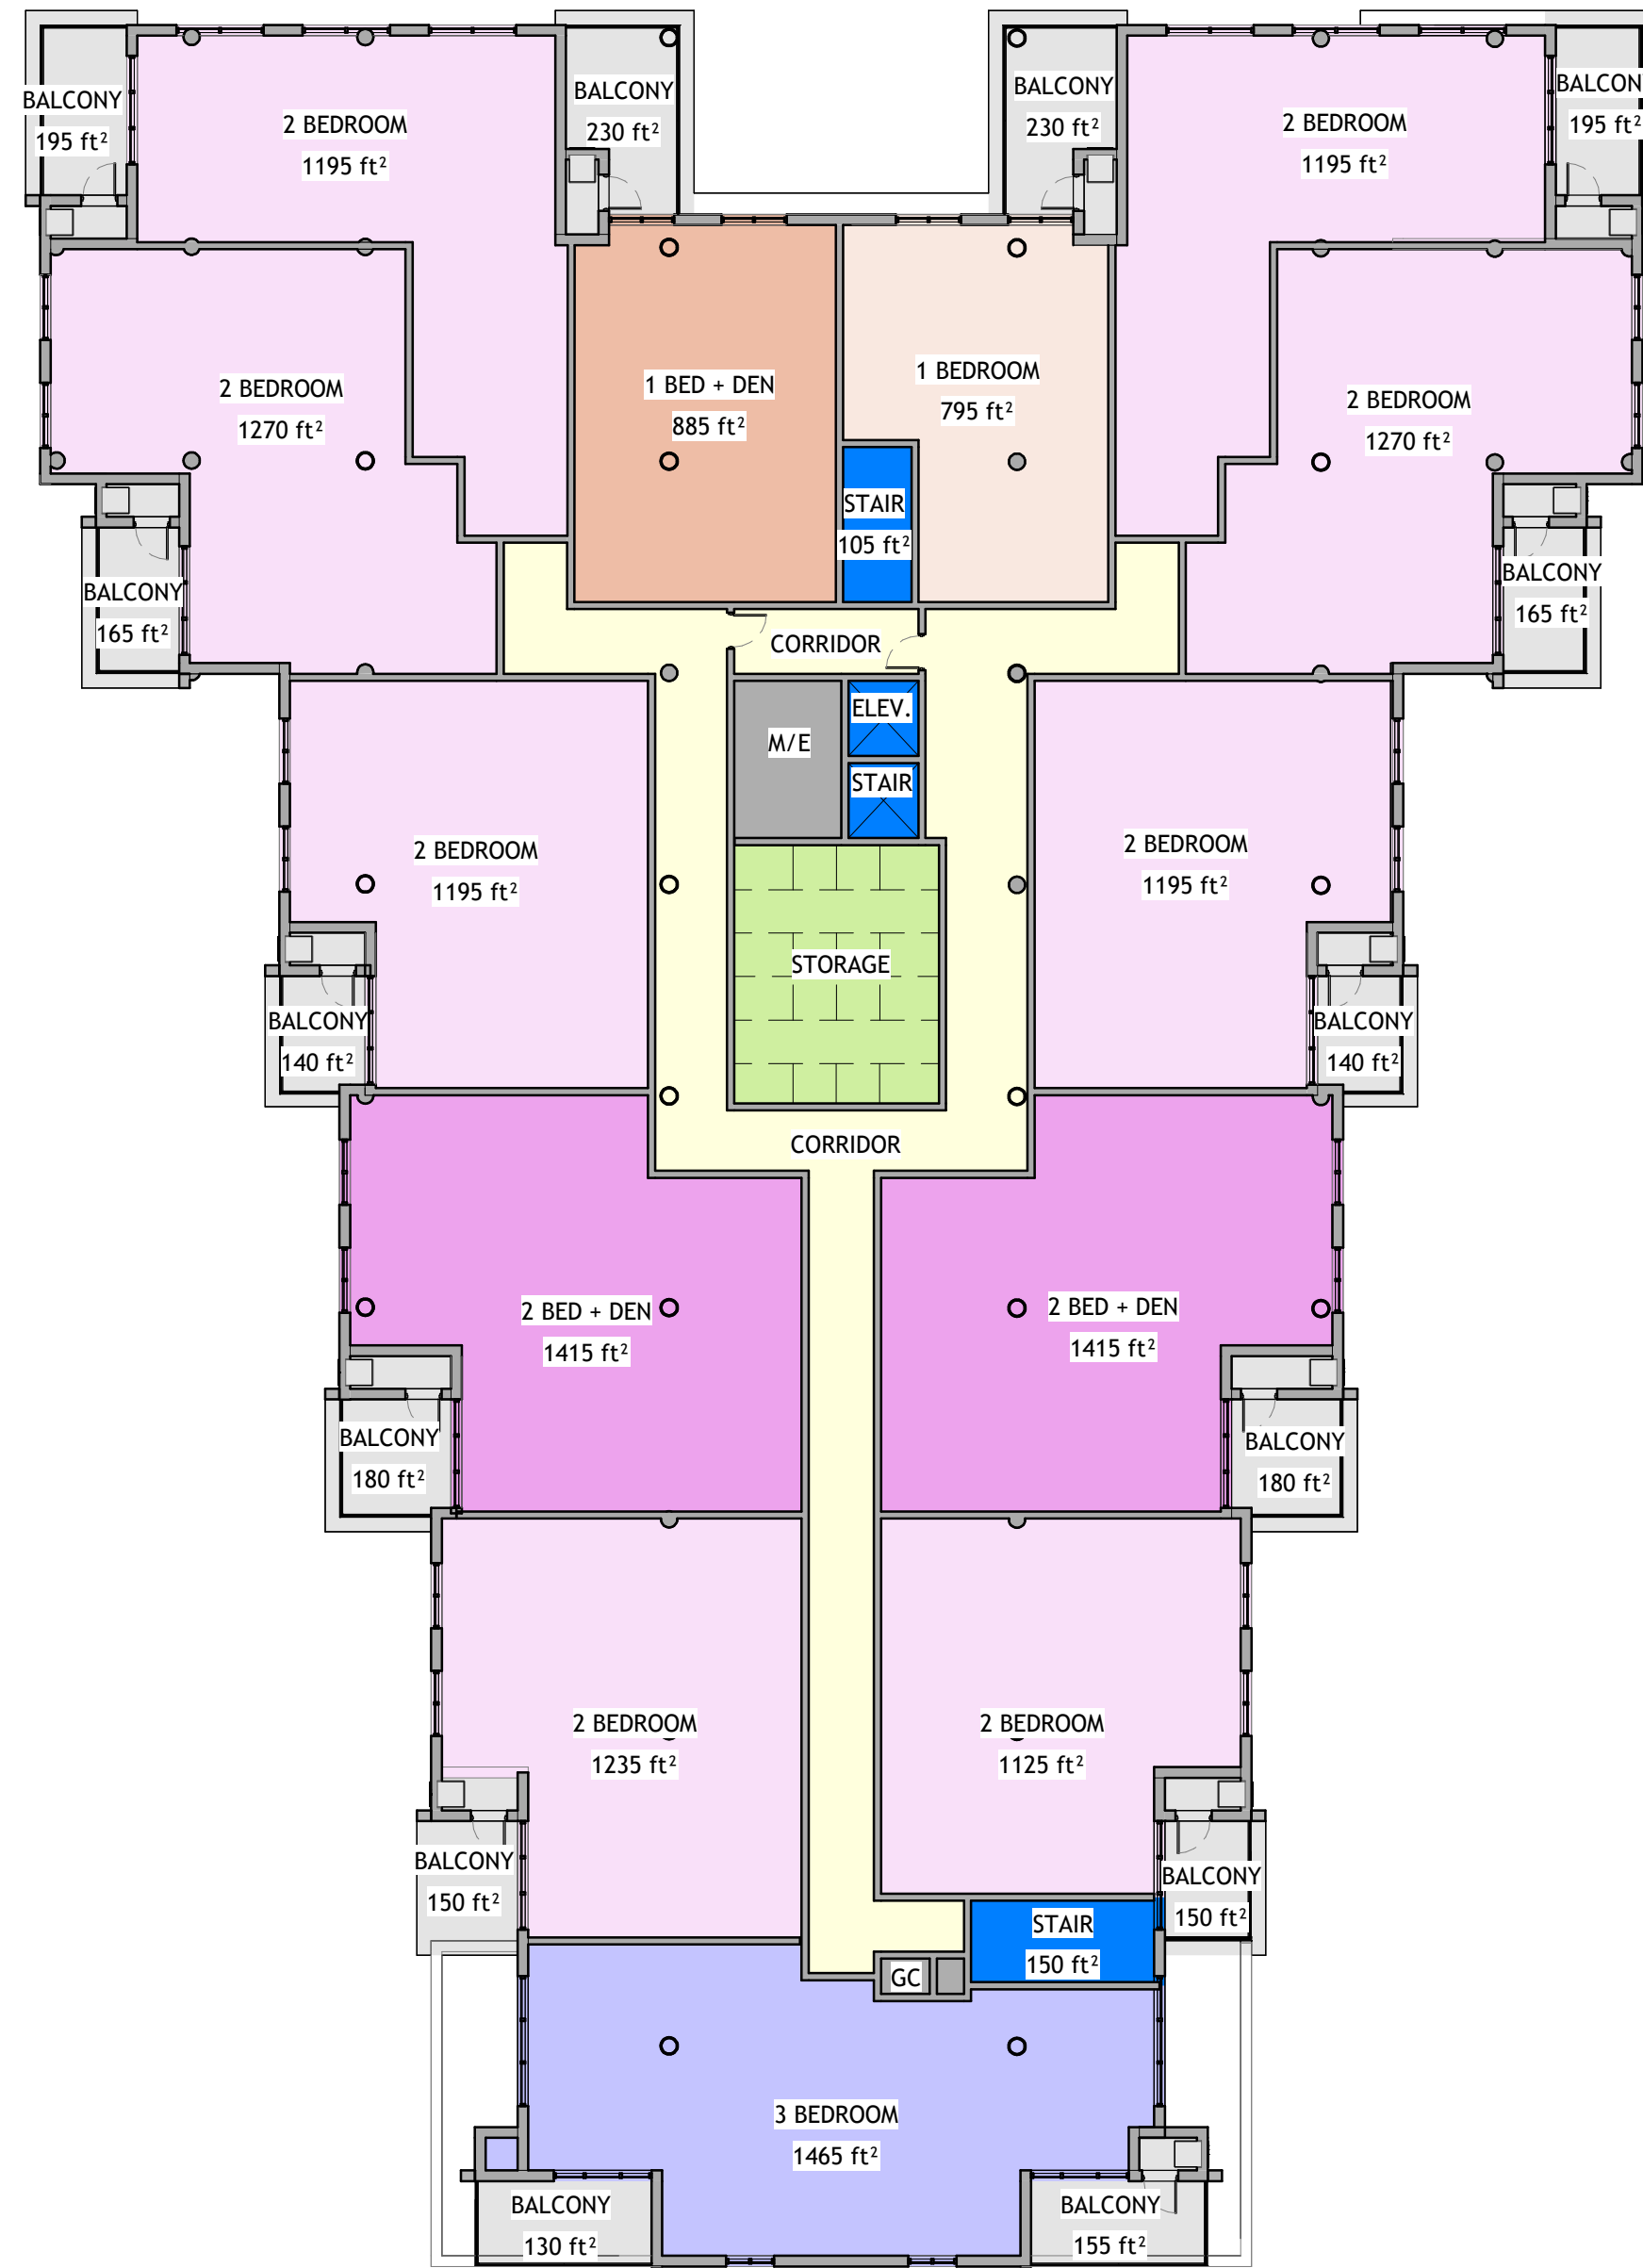 BALCONY
195 ft²
2 BEDROOM
1195 ft²
BALCONY
230 ft²
BALCONY
230 ft²
2 BEDROOM
1195 ft²
BALCON
195 ft²
2 BEDROOM
1270 ft²
1 BED + DEN
885 ft²
1 BEDROOM
795 ft²
2 BEDROOM
1270 ft²
STAIR
105 ft²
BALCONY
165 ft²
CORRIDOR
BALCONY
165 ft²
M/E
ELEV.
STAIR
2 BEDROOM
1195 ft²
2 BEDROOM
1195 ft²
STORAGE
BALCONY
140 ft²
BALCONY
140 ft²
CORRIDOR
2 BED + DEN
1415 ft²
2 BED + DEN
1415 ft²
BALCONY
180 ft²
BALCONY
180 ft²
2 BEDROOM
1235 ft²
2 BEDROOM
1125 ft²
BALCONY
150 ft²
BALCONY
150 ft²
STAIR
150 ft²
GC
3 BEDROOM
1465 ft²
BALCONY
130 ft²
BALCONY
155 ft²